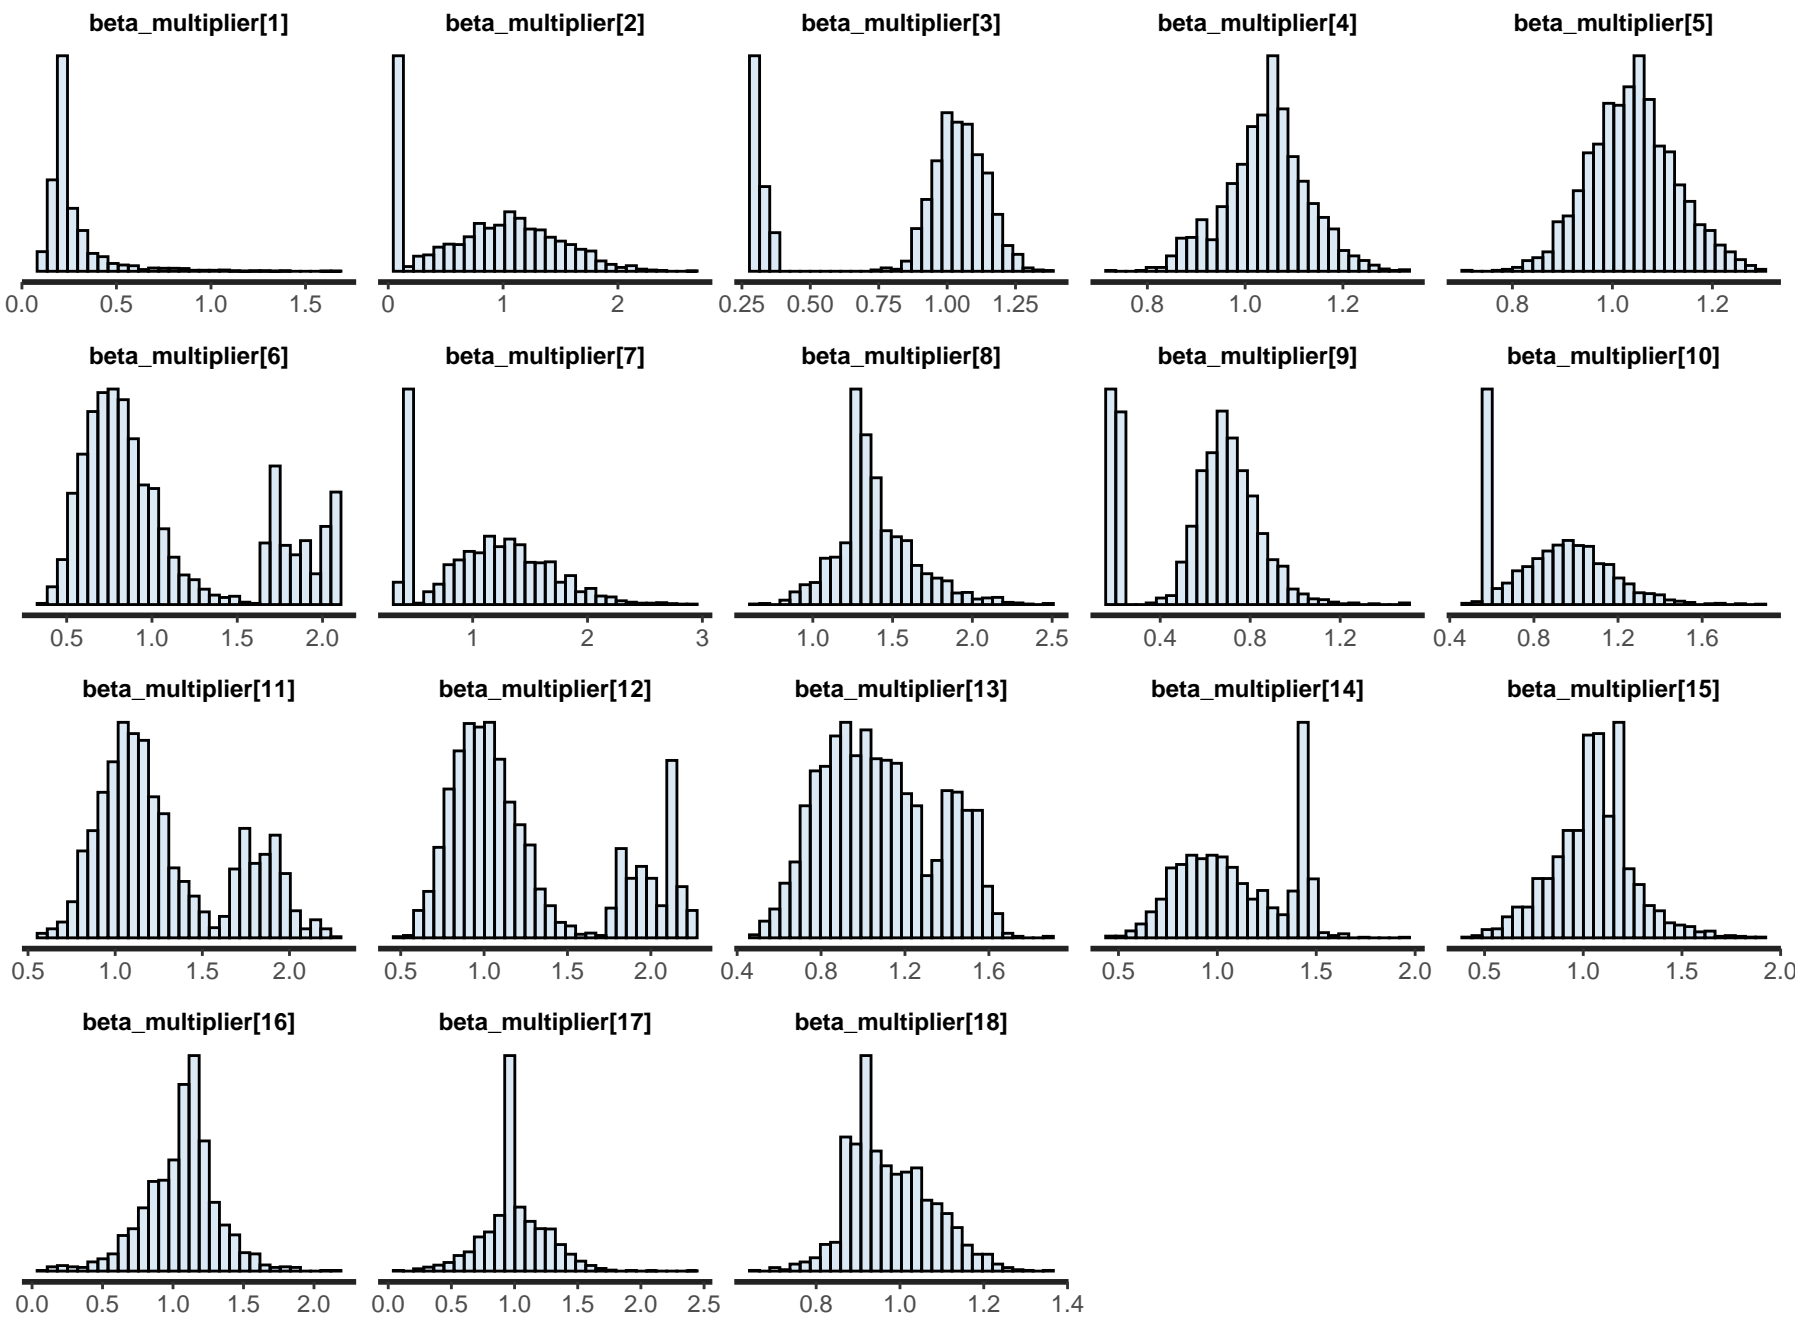 beta_multiplier[1] beta_multiplier[2] beta_multiplier[3] beta_multiplier[4] beta_multiplier[5]
0.0 0.5 1.0 1.5 0 1 2 0.25 0.50 0.75 1.00 1.25 0.8 1.0 1.2 0.8 1.0 1.2
beta_multiplier[6] beta_multiplier[7] beta_multiplier[8] beta_multiplier[9] beta_multiplier[10]
0.5 1.0 1.5 2.0 1 2 3 1.0 1.5 2.0 2.5 0.4 0.8 1.2 0.4 0.8 1.2 1.6
beta_multiplier[11] beta_multiplier[12] beta_multiplier[13] beta_multiplier[14] beta_multiplier[15]
0.5 1.0 1.5 2.0 0.5 1.0 1.5 2.0 0.4 0.8 1.2 1.6 0.5 1.0 1.5 2.0 0.5 1.0 1.5 2.0
beta_multiplier[16] beta_multiplier[17] beta_multiplier[18]
0.0 0.5 1.0 1.5 2.0 0.0 0.5 1.0 1.5 2.0 2.5 0.8 1.0 1.2 1.4